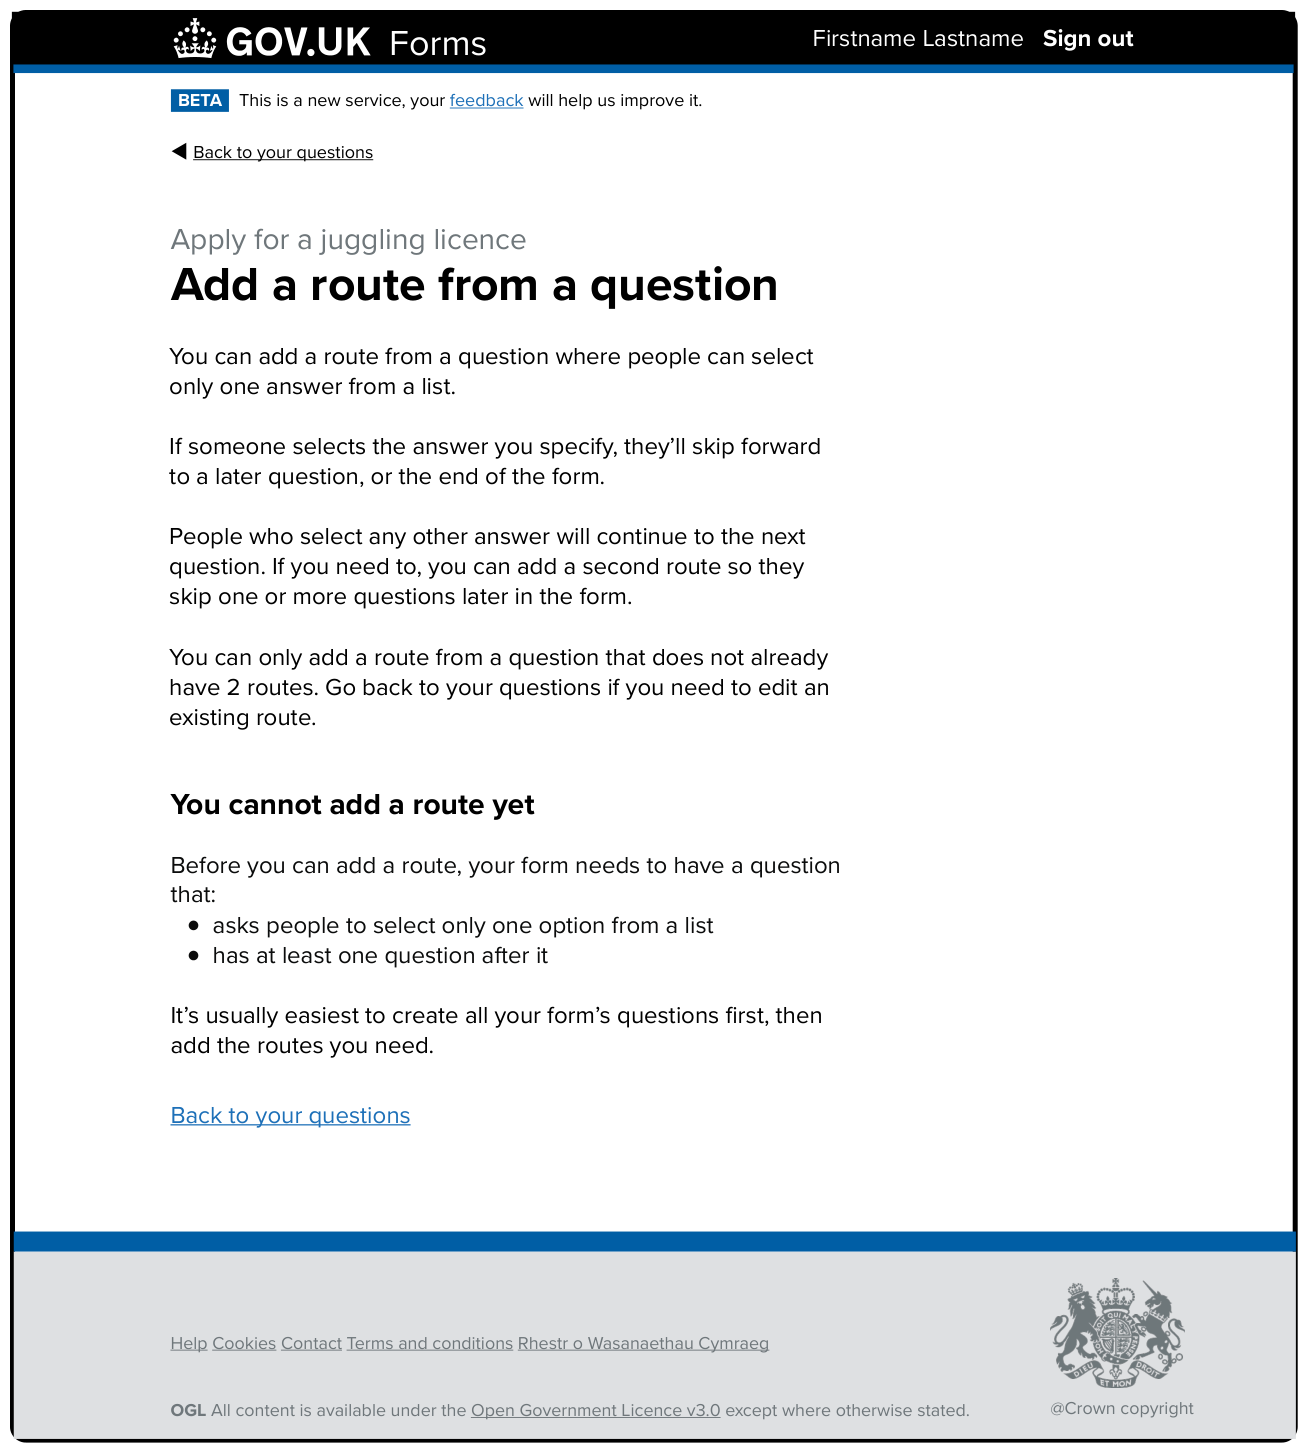 GOV.UK Forms
Firstname Lastname Sign out
BETA This is a new service, your feedback will help us improve it.
Back to your questions
Apply for a juggling licence
Add a route from a question
You can add a route from a question where people can select
only one answer from a list.
If someone selects the answer you specify, they’ll skip forward
to a later question, or the end of the form.
People who select any other answer will continue to the next
question. If you need to, you can add a second route so they
skip one or more questions later in the form.
You can only add a route from a question that does not already
have 2 routes. Go back to your questions if you need to edit an
existing route.
You cannot add a route yet
Before you can add a route, your form needs to have a question
that:
● asks people to select only one option from a list
● has at least one question after it
It’s usually easiest to create all your form’s questions first, then
add the routes you need.
Back to your questions
Help Cookies Contact Terms and conditions Rhestr o Wasanaethau Cymraeg
DIEU ET MON DROIT
OGL All content is available under the Open Government Licence v3.0 except where otherwise stated.
@Crown copyright